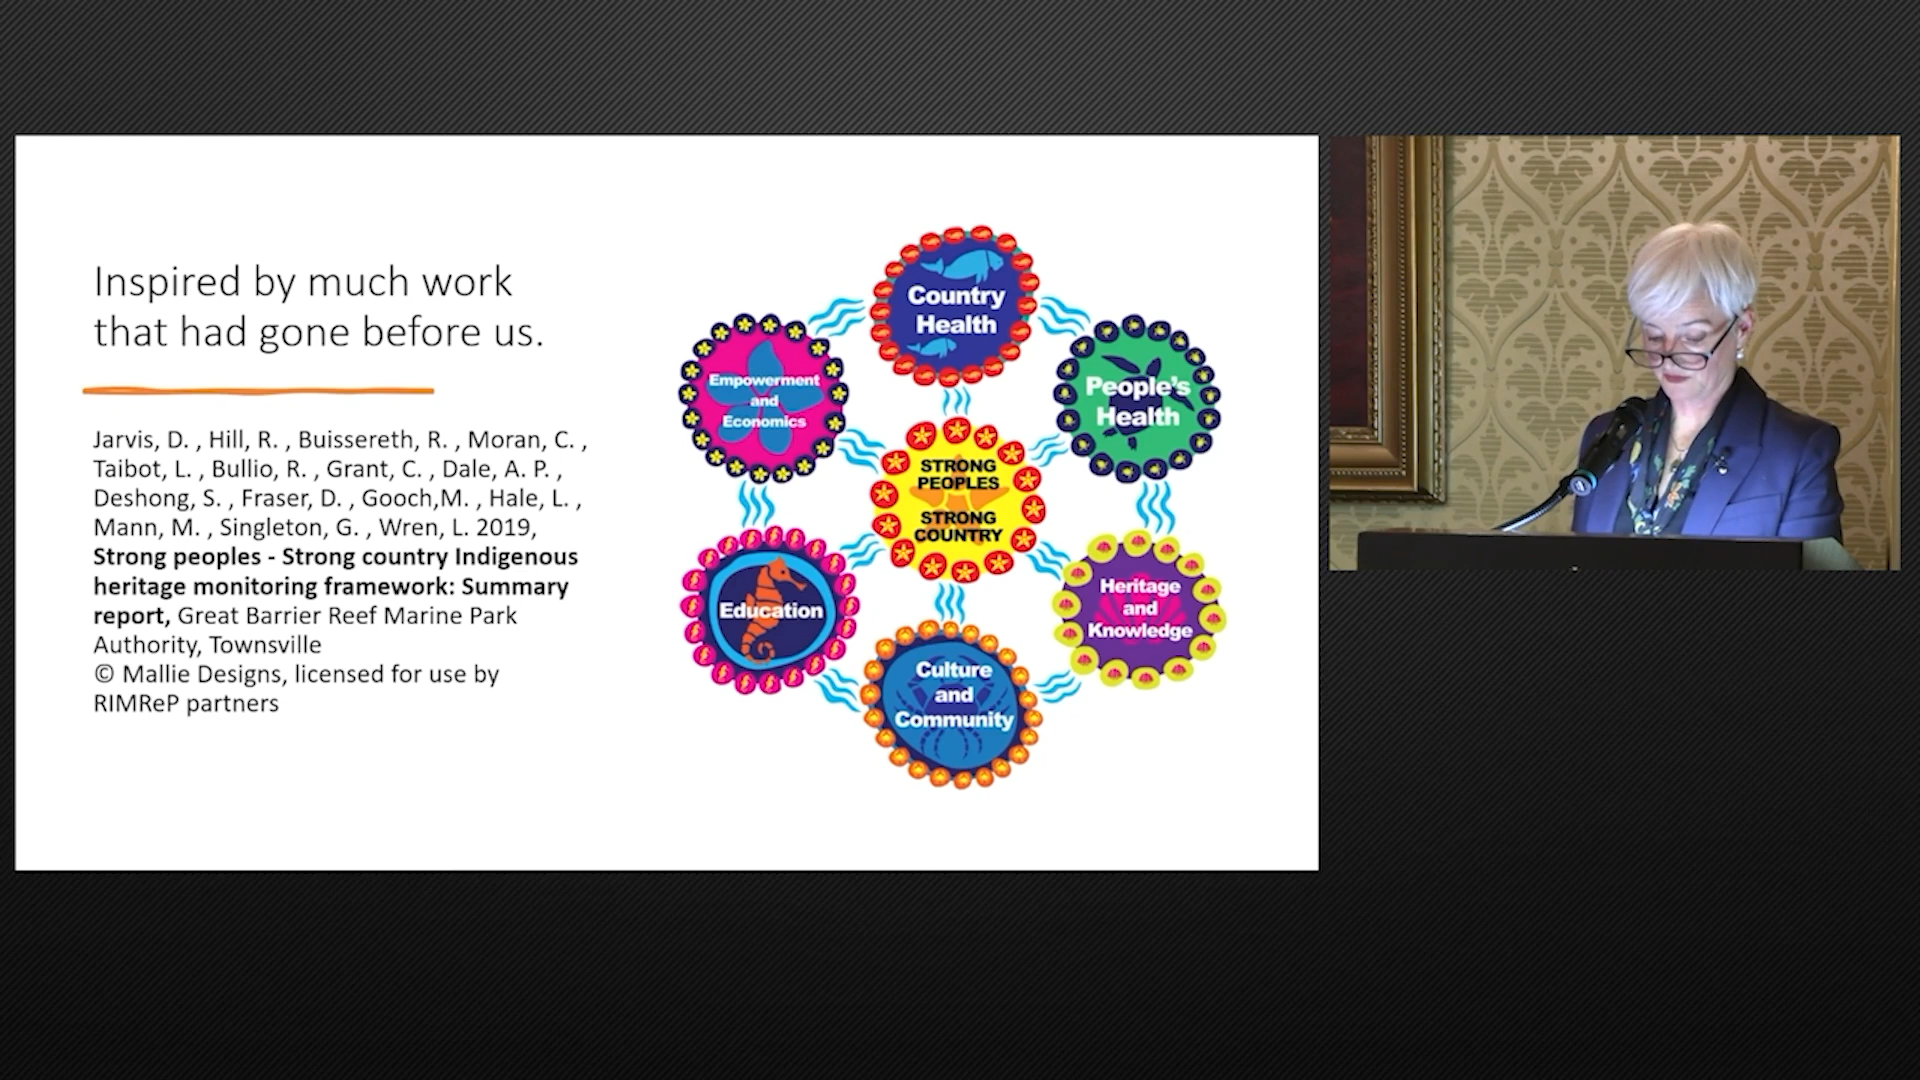 Inspired by much work
that had gone before us.
Jarvis, D. , Hill, R. , Buissereth, R. , Moran, C. ,
Taibot, L. , Bullio, R. , Grant, C. , Dale, A. P. ,
Deshong, S. , Fraser, D. , Gooch,M. , Hale, L. ,
Mann, M. , Singleton, G. , Wren, L. 2019,
Strong peoples - Strong country Indigenous
heritage monitoring framework: Summary
report, Great Barrier Reef Marine Park
Authority, Townsville
© Mallie Designs, licensed for use by
RIMReP partners
Country
Health
People's
Health
Empowerment
and
Economics
STRONG
PEOPLES
STRONG
COUNTRY
Education
Heritage
and
Knowledge
Culture
and
Community